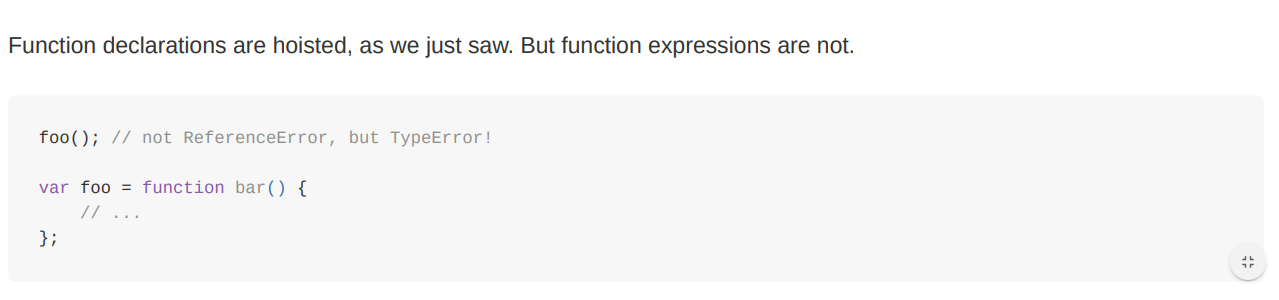 Function declarations are hoisted, as we just saw. But function expressions are not.
foo(); // not ReferenceError, but TypeError!
var foo = function bar() {
    // ...
};